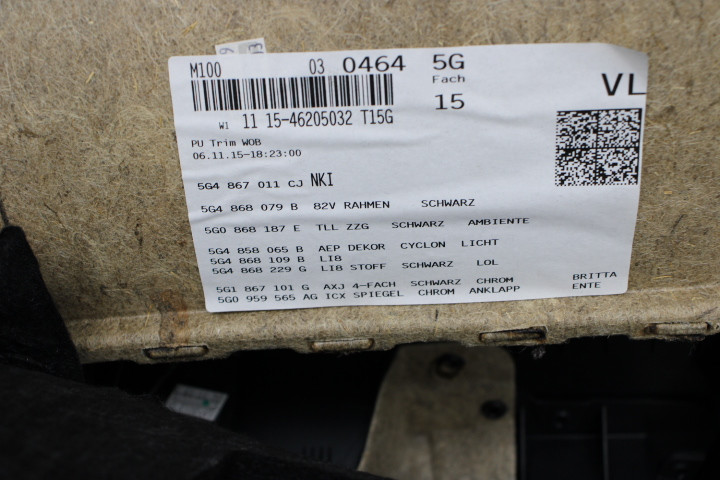 M100 03 0464 5G
Fach
15
VL
W1 11 15-46205032 T15G
PU Trim WOB
06.11.15-18:23:00
5G4 867 011 CJ NKI
5G4 868 079 B 82V RAHMEN SCHWARZ
5G0 868 187 E TLL ZZG SCHWARZ AMBIENTE
5G4 858 065 B AEP DEKOR CYCLON LICHT
5G4 868 109 B LI8
5G4 868 229 G LI8 STOFF SCHWARZ LOL
5G1 867 101 G AXJ 4-FACH SCHWARZ CHROM BRITTA
5G0 959 565 AG ICX SPIEGEL CHROM ANKLAPP ENTE